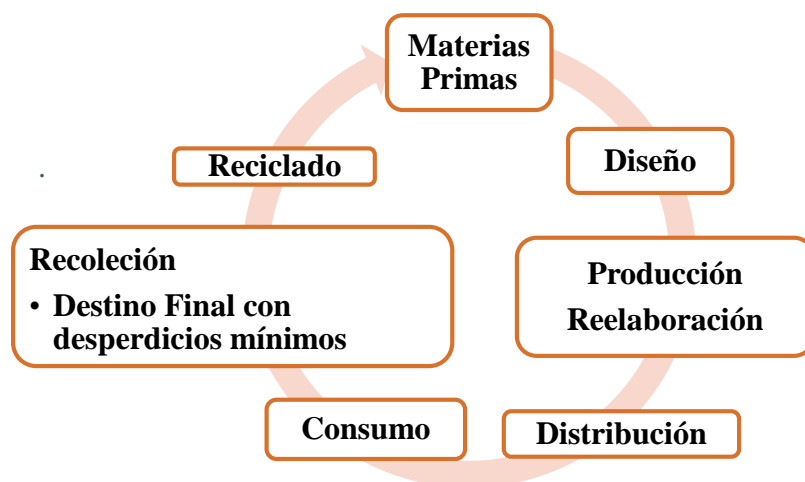 Materias
Primas
Diseño
Producción
Reelaboración
Distribución
Consumo
Recoleción
• Destino Final con
desperdicios mínimos
Reciclado
.